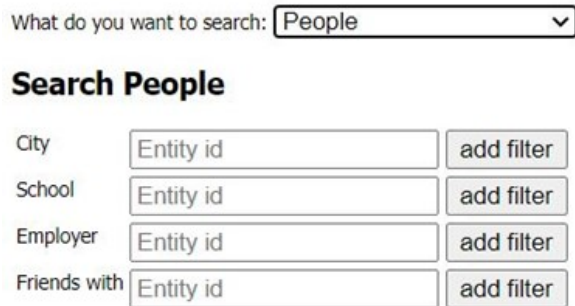 What do you want to search: People
Search People
City Entity id add filter
School Entity id add filter
Employer Entity id add filter
Friends with Entity id add filter